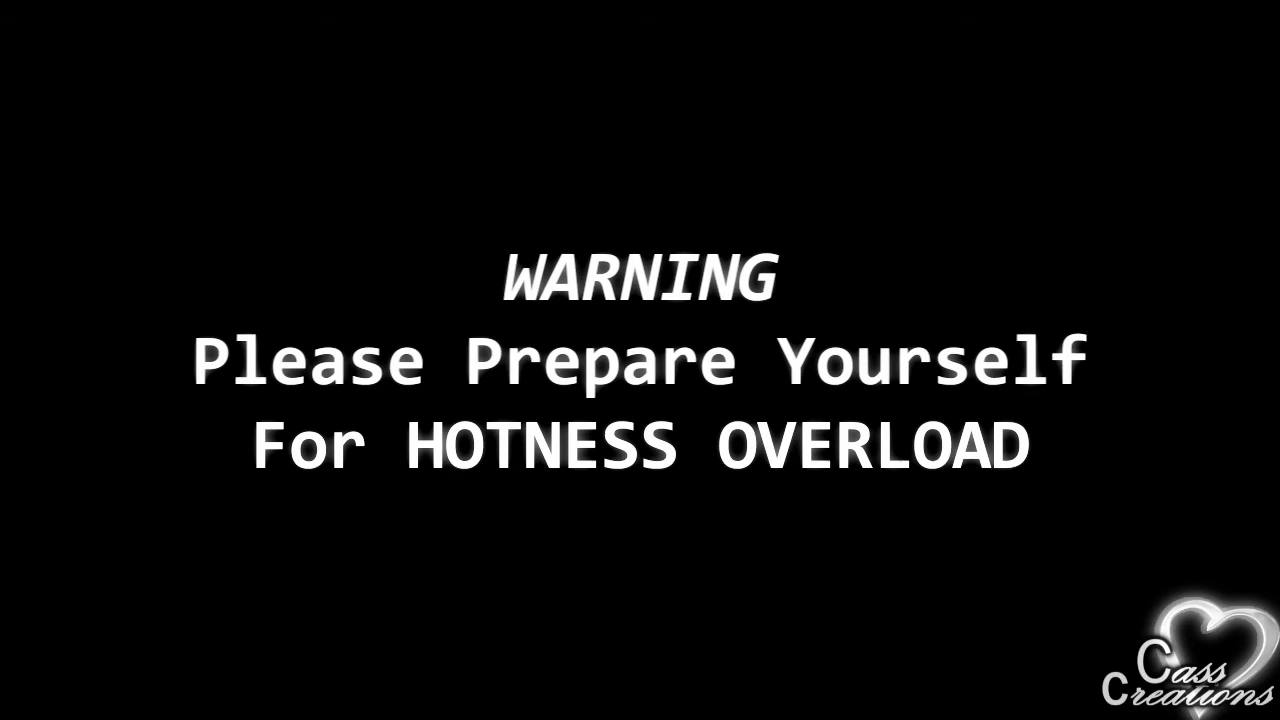 WARNING
Please Prepare Yourself
For HOTNESS OVERLOAD
Cass
Creations